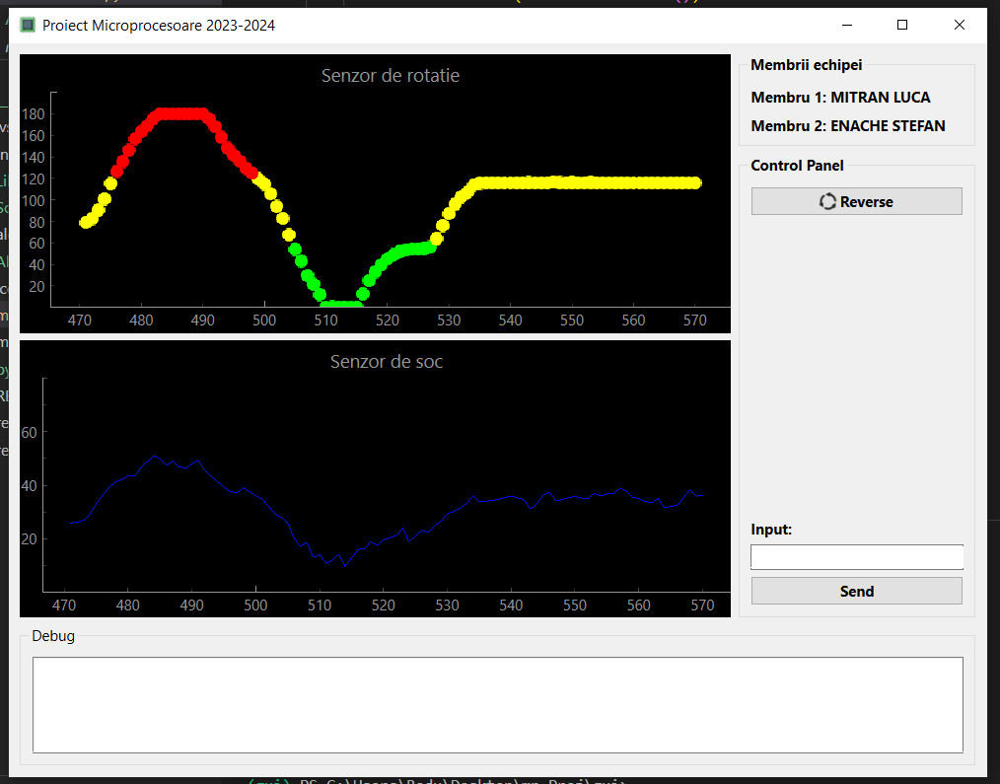 Proiect Microprocesoare 2023-2024
Senzor de rotatie
180
160
140
120
100
80
60
40
20
470 480 490 500 510 520 530 540 550 560 570
Senzor de soc
60
40
20
470 480 490 500 510 520 530 540 550 560 570
Membrii echipei
Membru 1: MITRAN LUCA
Membru 2: ENACHE STEFAN
Control Panel
Reverse
Input:
Send
Debug